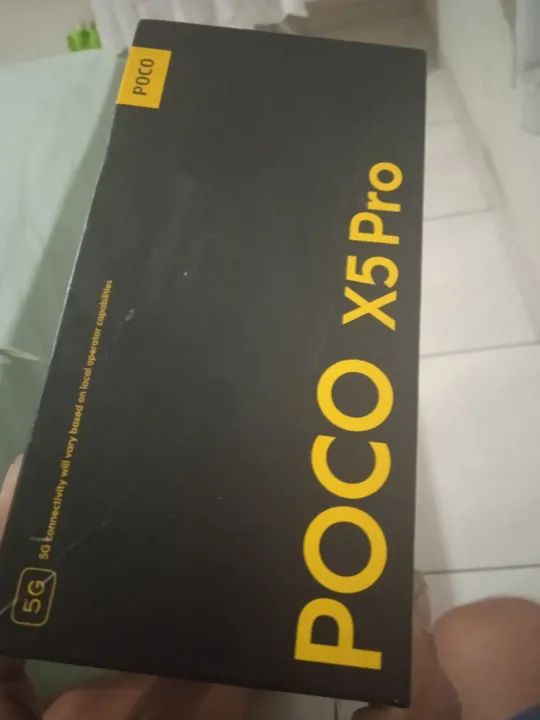 POCO
POCO X5 Pro
5G
5G connectivity will vary based on local operator capabilities